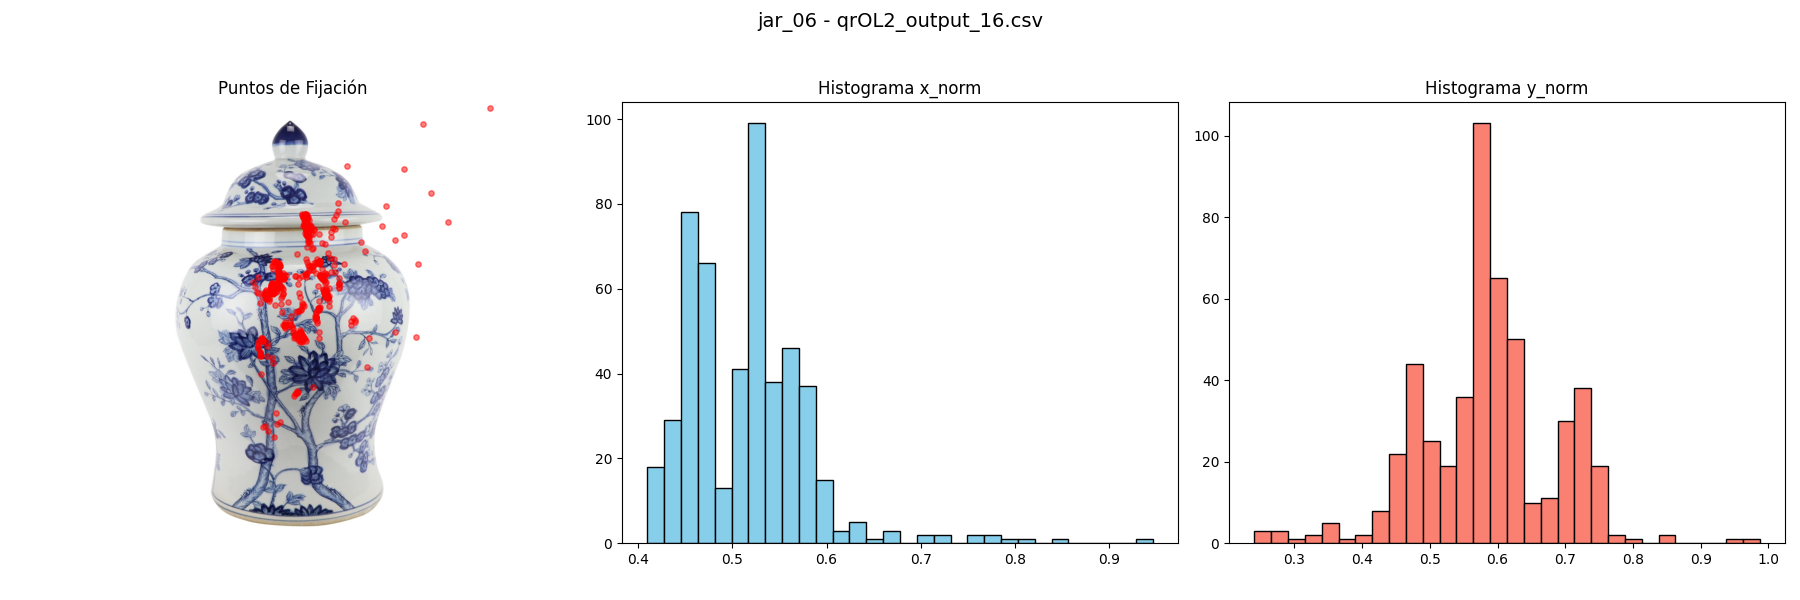 jar_06 - qrOL2_output_16.csv
Puntos de Fijación
Histograma x_norm
100
80
60
40
20
0
0.4 0.5 0.6 0.7 0.8 0.9
Histograma y_norm
100
80
60
40
20
0
0.3 0.4 0.5 0.6 0.7 0.8 0.9 1.0